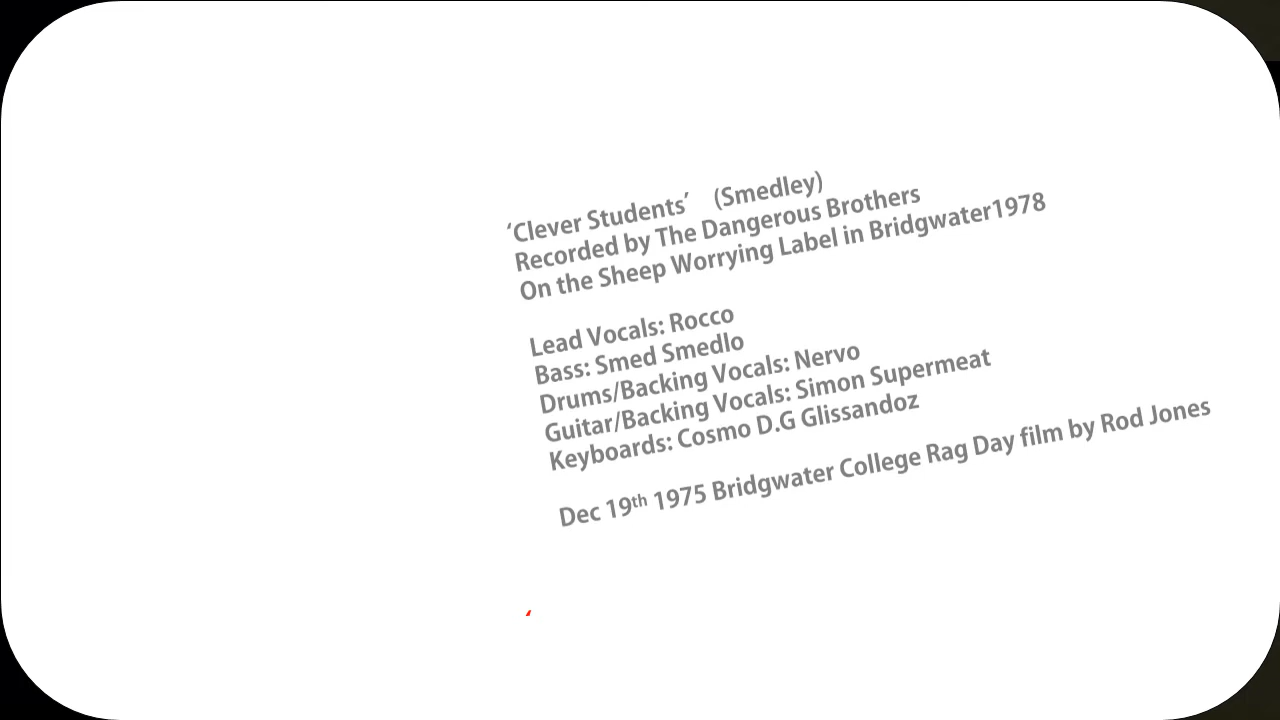 ‘Clever Students’ (Smedley)
Recorded by The Dangerous Brothers
On the Sheep Worrying Label in Bridgwater1978
Lead Vocals: Rocco
Bass: Smed Smedlo
Drums/Backing Vocals: Nervo
Guitar/Backing Vocals: Simon Supermeat
Keyboards: Cosmo D.G Glissandoz
Dec 19th 1975 Bridgwater College Rag Day film by Rod Jones
‘